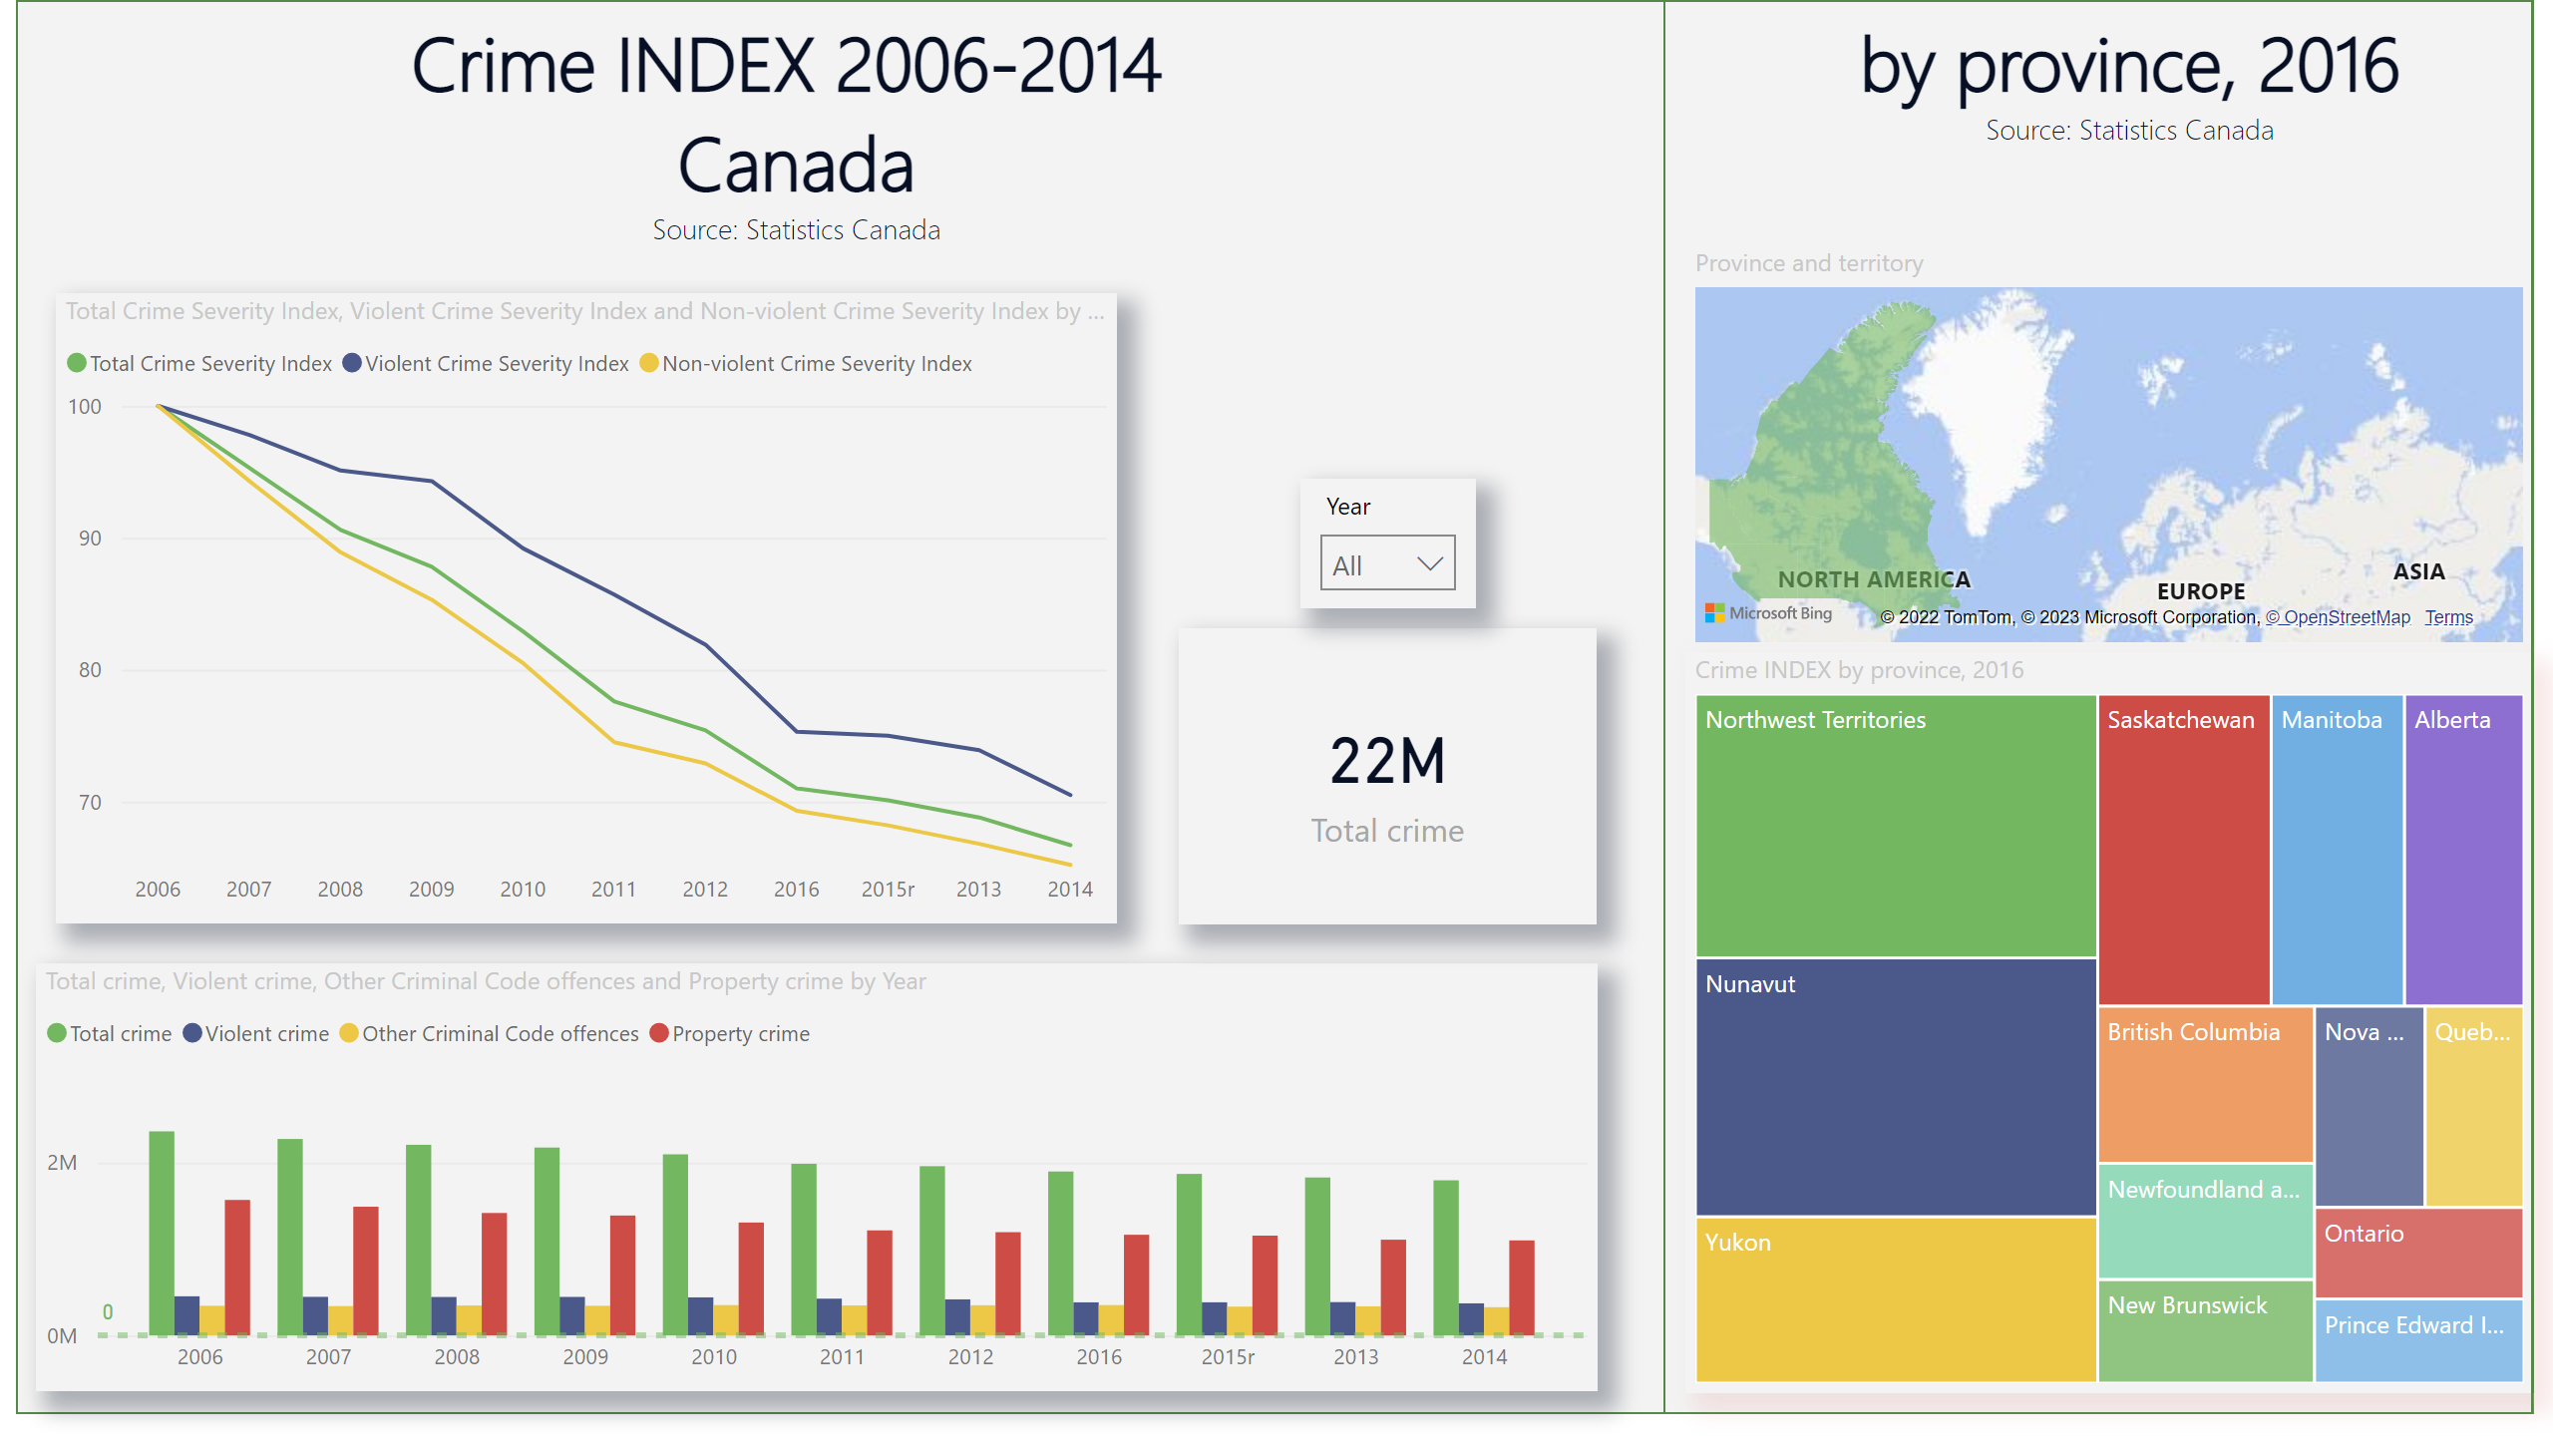 Crime INDEX 2006-2014
Canada
Source: Statistics Canada
Total Crime Severity Index, Violent Crime Severity Index and Non-violent Crime Severity Index by ...
Total Crime Severity Index Violent Crime Severity Index Non-violent Crime Severity Index
100
90
80
70
2006 2007 2008 2009 2010 2011 2012 2016 2015r 2013 2014
Year
All
22M
Total crime
Total crime, Violent crime, Other Criminal Code offences and Property crime by Year
Total crime Violent crime Other Criminal Code offences Property crime
2M
0
0M
2006 2007 2008 2009 2010 2011 2012 2016 2015r 2013 2014
by province, 2016
Source: Statistics Canada
Province and territory
NORTH AMERICA
EUROPE
ASIA
Microsoft Bing
© 2022 TomTom, © 2023 Microsoft Corporation, © OpenStreetMap Terms
Crime INDEX by province, 2016
Northwest Territories
Nunavut
Yukon
Saskatchewan
Manitoba
Alberta
British Columbia
Nova ...
Queb...
Newfoundland a...
Ontario
New Brunswick
Prince Edward I...